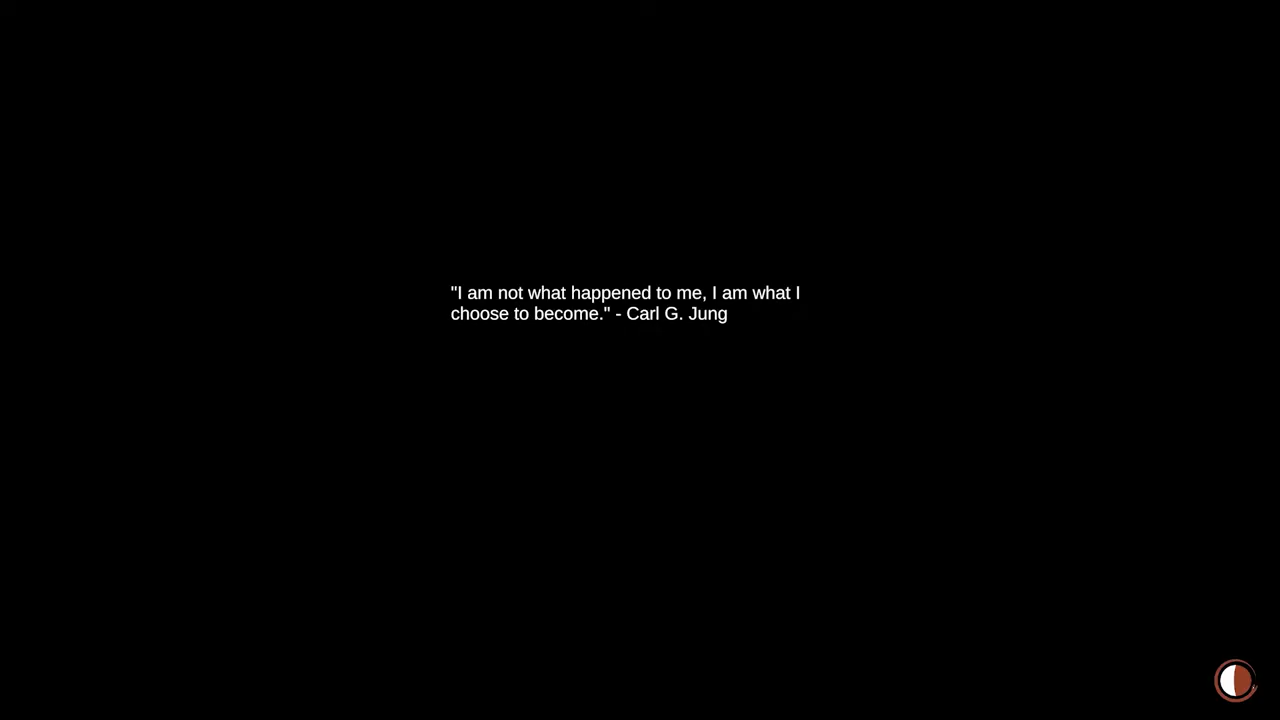 "I am not what happened to me, I am what I
choose to become." - Carl G. Jung